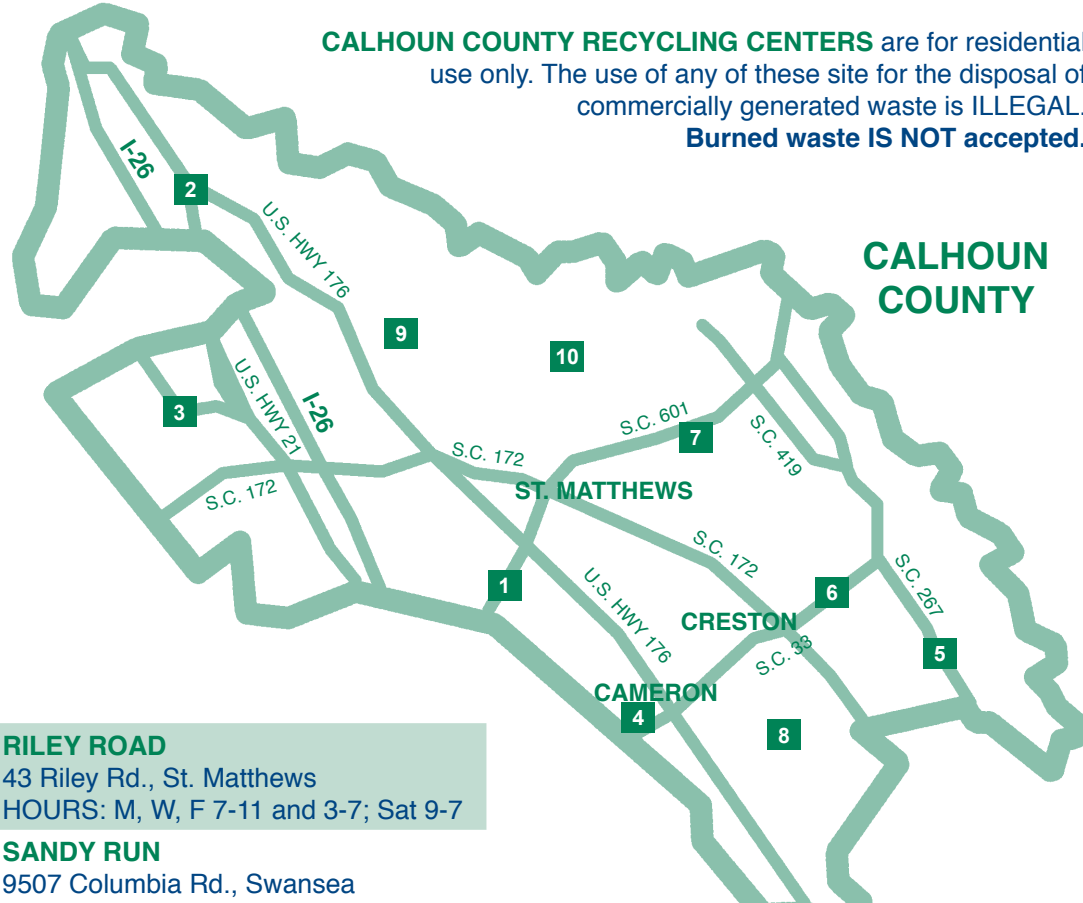 CALHOUN COUNTY RECYCLING CENTERS are for residential
use only. The use of any of these site for the disposal of
commercially generated waste is ILLEGAL.
Burned waste IS NOT accepted.
CALHOUN
COUNTY
I-26
2
U.S. HWY 176
9
10
3
U.S. HWY 21
I-26
S.C. 601
7
S.C. 419
S.C. 172
S.C. 172
ST. MATTHEWS
1
S.C. 172
U.S. HWY 176
6
S.C. 267
CRESTON
S.C. 33
5
CAMERON
4
8
RILEY ROAD
43 Riley Rd., St. Matthews
HOURS: M, W, F 7-11 and 3-7; Sat 9-7
SANDY RUN
9507 Columbia Rd., Swansea